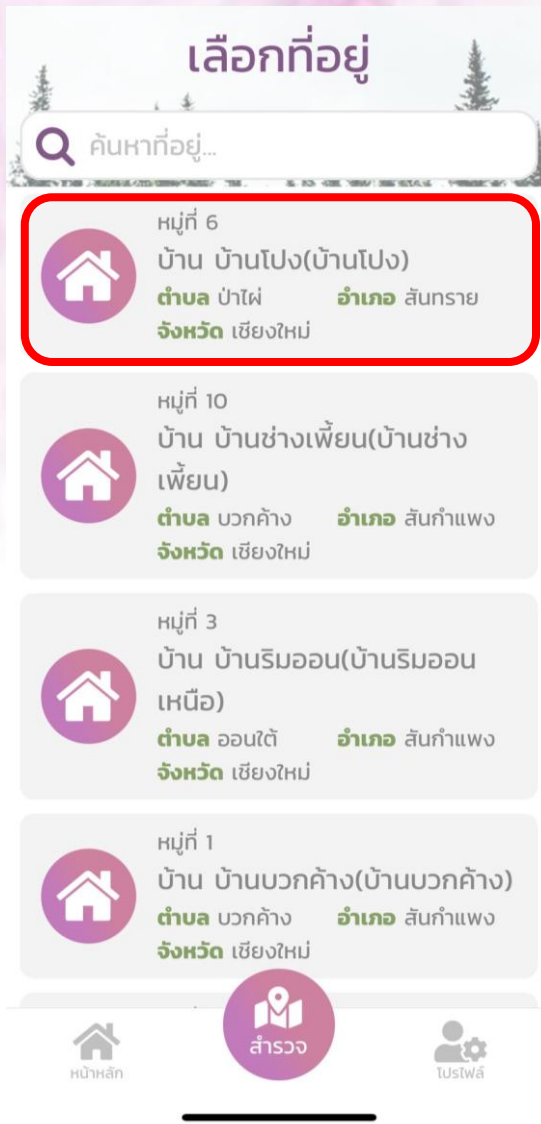 เลือกที่อยู่
ค้นหาที่อยู่...
หมู่ที่ 6
บ้าน บ้านโปง(บ้านโปง)
ตำบล ป่าไผ่ อำเภอ สันทราย
จังหวัด เชียงใหม่
หมู่ที่ 10
บ้าน บ้านช่างเพี้ยน(บ้านช่าง
เพี้ยน)
ตำบล บวกค้าง อำเภอ สันกำแพง
จังหวัด เชียงใหม่
หมู่ที่ 3
บ้าน บ้านริมออน(บ้านริมออน
เหนือ)
ตำบล ออนใต้ อำเภอ สันกำแพง
จังหวัด เชียงใหม่
หมู่ที่ 1
บ้าน บ้านบวกค้าง(บ้านบวกค้าง)
ตำบล บวกค้าง อำเภอ สันกำแพง
จังหวัด เชียงใหม่
หน้าหลัก สำรวจ โปรไฟล์